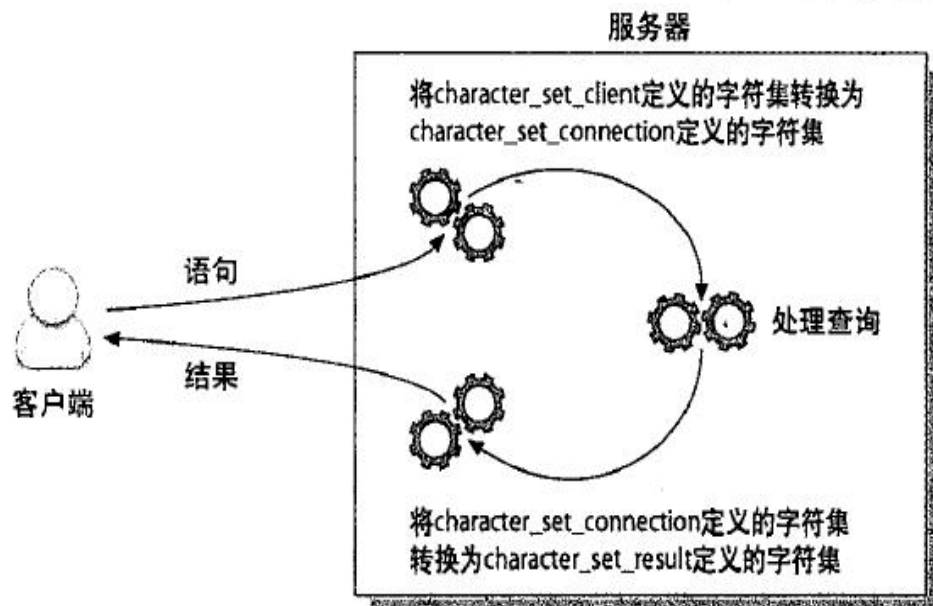 服务器
将character_set_client定义的字符集转换为
character_set_connection定义的字符集
语句
处理查询
结果
客户端
将character_set_connection定义的字符集
转换为character_set_result定义的字符集